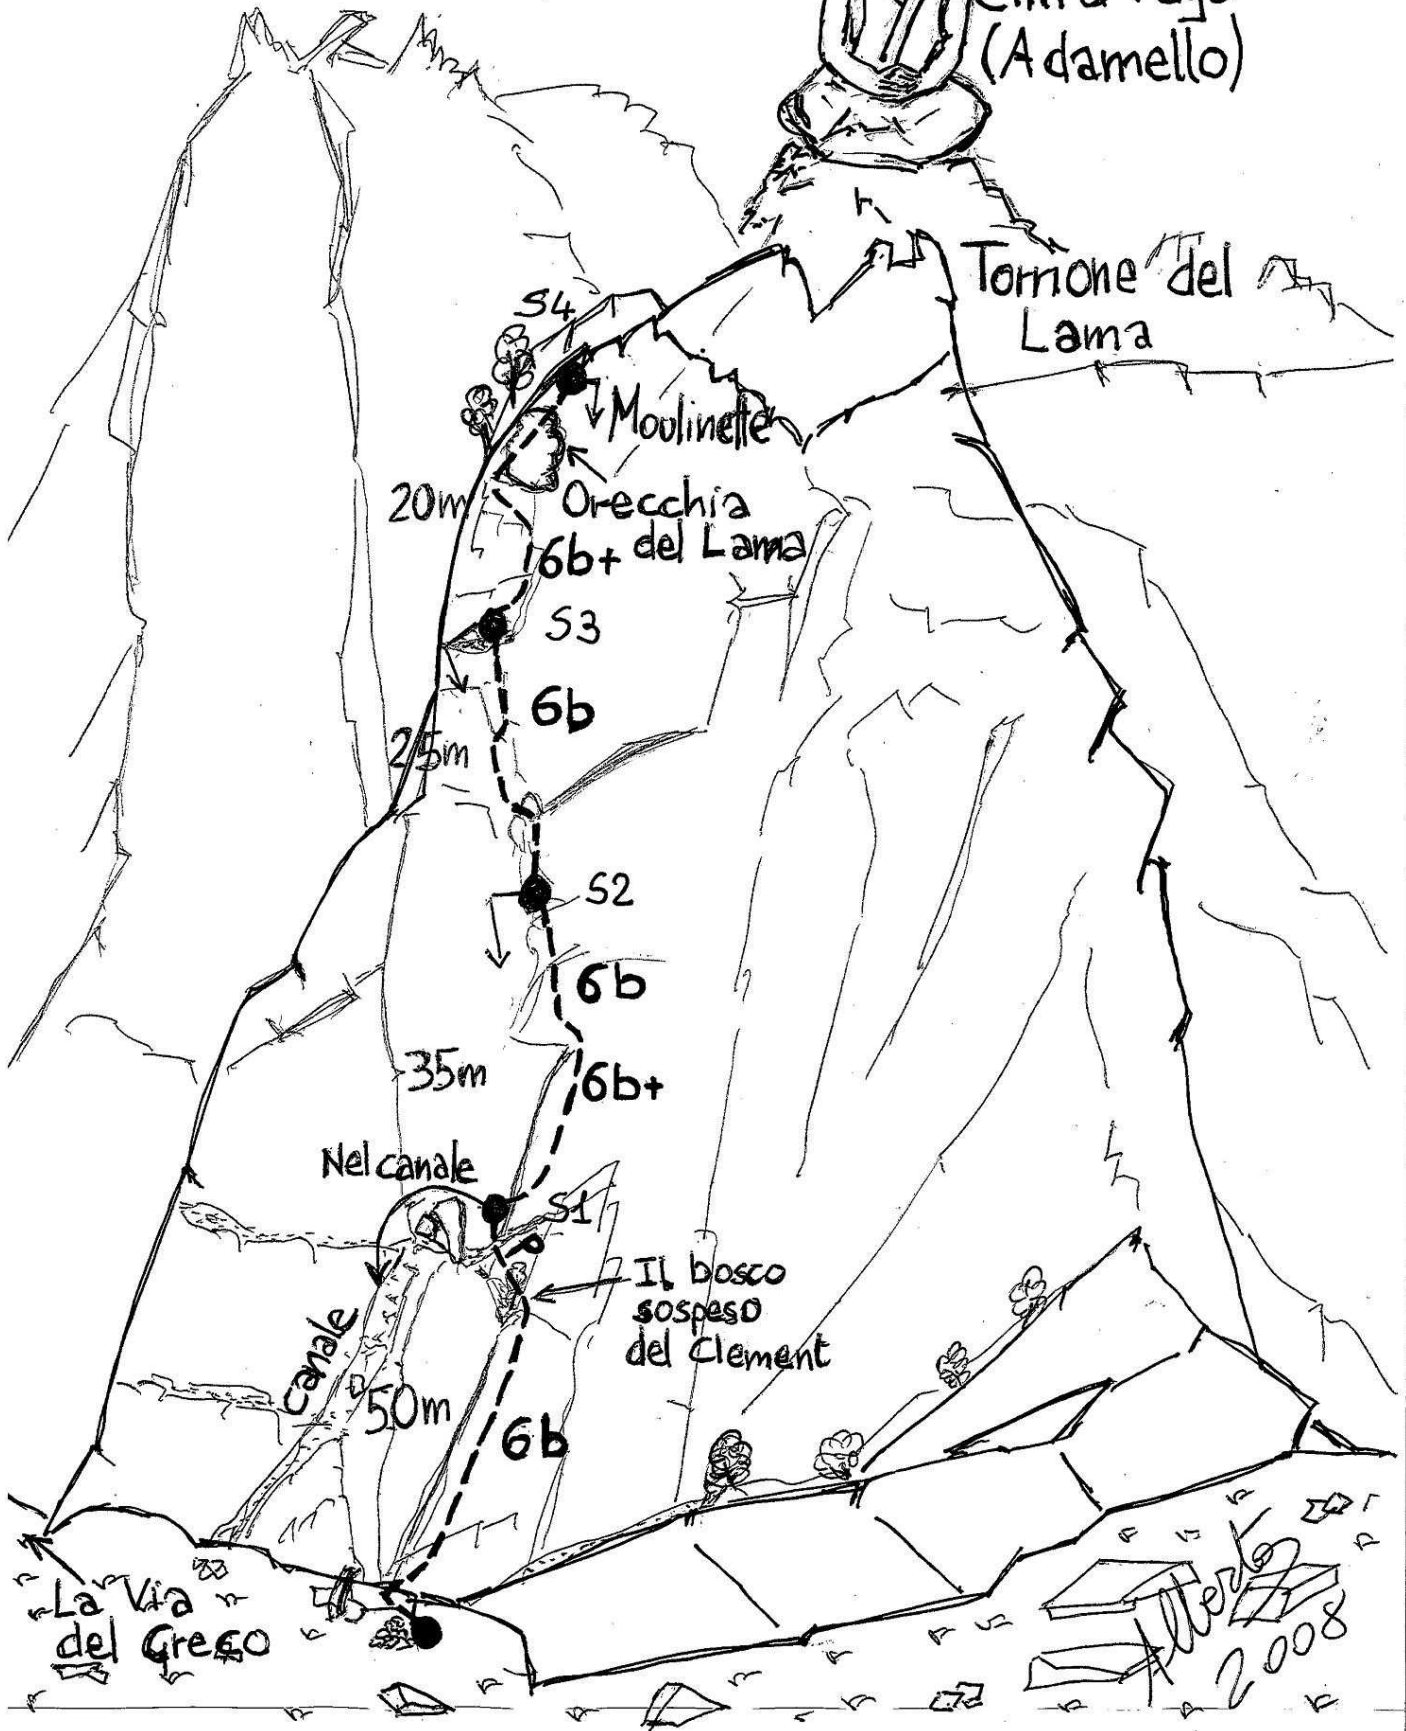 (Adamello)
Torrione del
Lama
S4
Moulinette
20m
Orecchia
del Lama
6b+
S3
6b
25m
S2
6b
35m
6b+
Nel canale
S1
Il bosco
sospeso
del Clement
canale
50m
6b
La Via
del Greco
2008